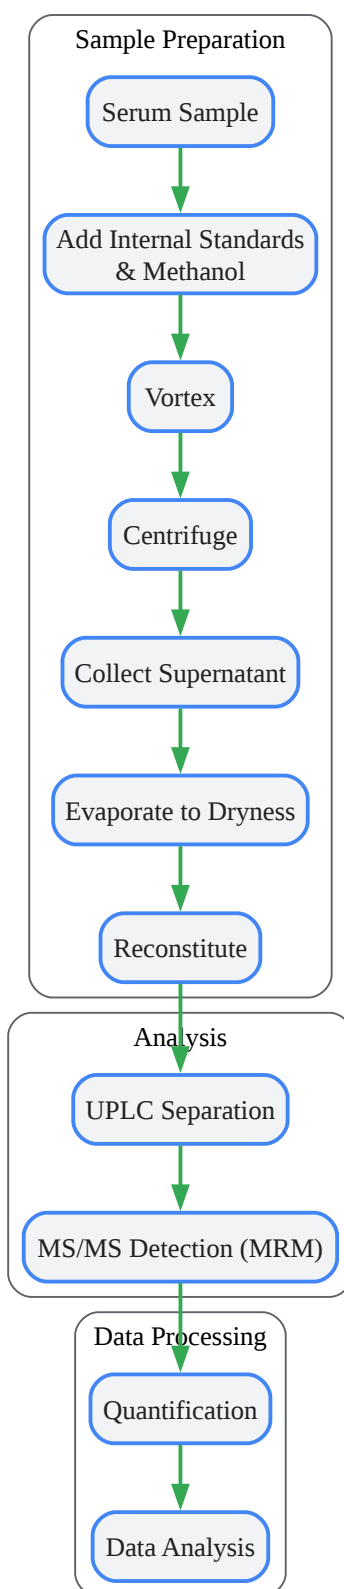 Sample Preparation
Serum Sample
Add Internal Standards
& Methanol
Vortex
Centrifuge
Collect Supernatant
Evaporate to Dryness
Reconstitute
Analysis
UPLC Separation
MS/MS Detection (MRM)
Data Processing
Quantification
Data Analysis